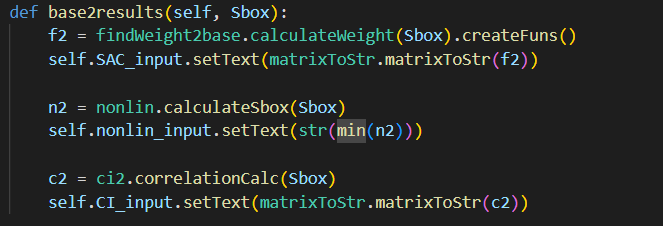 def base2results(self, Sbox):
    f2 = findWeight2base.calculateWeight(Sbox).createFuns()
    self.SAC_input.setText(matrixToStr.matrixToStr(f2))
    n2 = nonlin.calculateSbox(Sbox)
    self.nonlin_input.setText(str(min(n2)))
    c2 = ci2.correlationCalc(Sbox)
    self.CI_input.setText(matrixToStr.matrixToStr(c2))